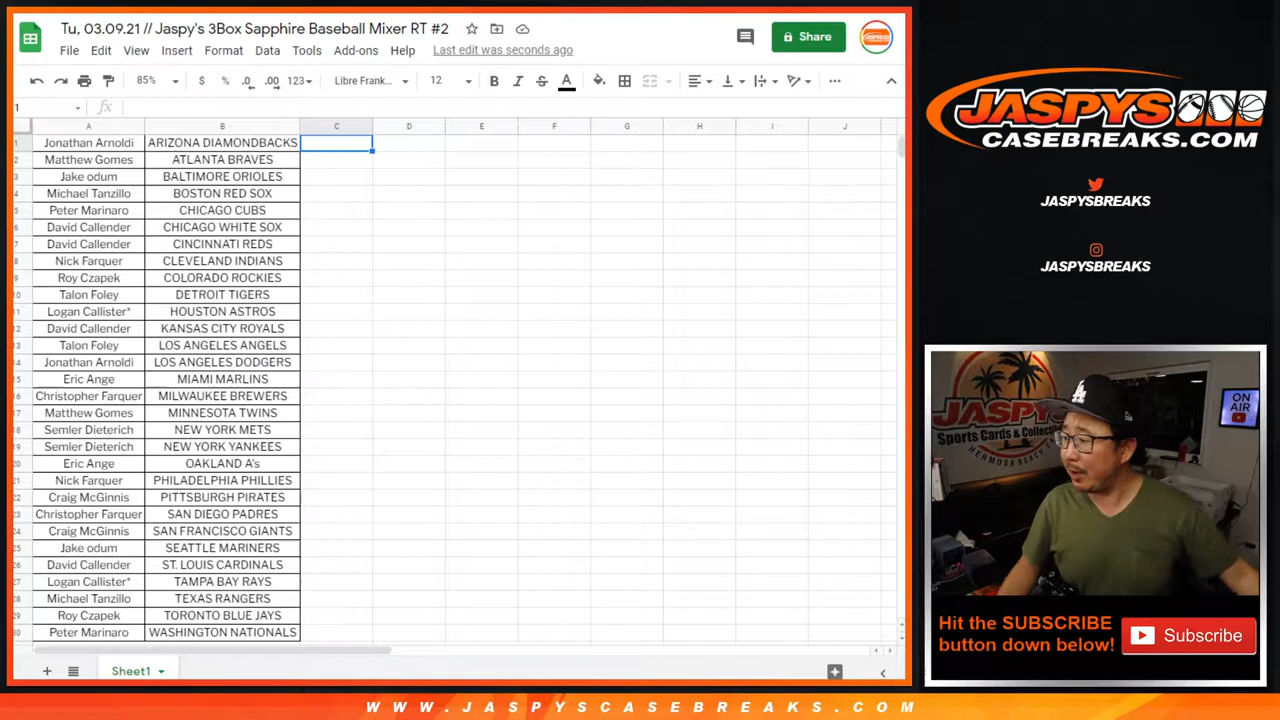 Tu, 03.09.21 // Jaspy's 3Box Sapphire Baseball Mixer RT #2
File Edit View Insert Format Data Tools Add-ons Help Last edit was seconds ago
Share
85% $ % .0 .00 123 Libre Frank... 12 B I S A
1 fx
A B C D E F G H I J
1 Jonathan Arnoldi ARIZONA DIAMONDBACKS
2 Matthew Gomes ATLANTA BRAVES
3 Jake odum BALTIMORE ORIOLES
4 Michael Tanzillo BOSTON RED SOX
5 Peter Marinaro CHICAGO CUBS
6 David Callender CHICAGO WHITE SOX
7 David Callender CINCINNATI REDS
8 Nick Farquer CLEVELAND INDIANS
9 Roy Czapek COLORADO ROCKIES
10 Talon Foley DETROIT TIGERS
11 Logan Callister* HOUSTON ASTROS
12 David Callender KANSAS CITY ROYALS
13 Talon Foley LOS ANGELES ANGELS
14 Jonathan Arnoldi LOS ANGELES DODGERS
15 Eric Ange MIAMI MARLINS
16 Christopher Farquer MILWAUKEE BREWERS
17 Matthew Gomes MINNESOTA TWINS
18 Semler Dieterich NEW YORK METS
19 Semler Dieterich NEW YORK YANKEES
20 Eric Ange OAKLAND A's
21 Nick Farquer PHILADELPHIA PHILLIES
22 Craig McGinnis PITTSBURGH PIRATES
23 Christopher Farquer SAN DIEGO PADRES
24 Craig McGinnis SAN FRANCISCO GIANTS
25 Jake odum SEATTLE MARINERS
26 David Callender ST. LOUIS CARDINALS
27 Logan Callister* TAMPA BAY RAYS
28 Michael Tanzillo TEXAS RANGERS
29 Roy Czapek TORONTO BLUE JAYS
30 Peter Marinaro WASHINGTON NATIONALS
Sheet1
JASPYS
CASEBREAKS.COM
JASPYSBREAKS
JASPYSBREAKS
JASPYS
Sports Cards & Collectibles
HERMOSA BEACH
LA
ON
AIR
Hit the SUBSCRIBE
button down below!
Subscribe
WWW.JASPYSCASEBREAKS.COM